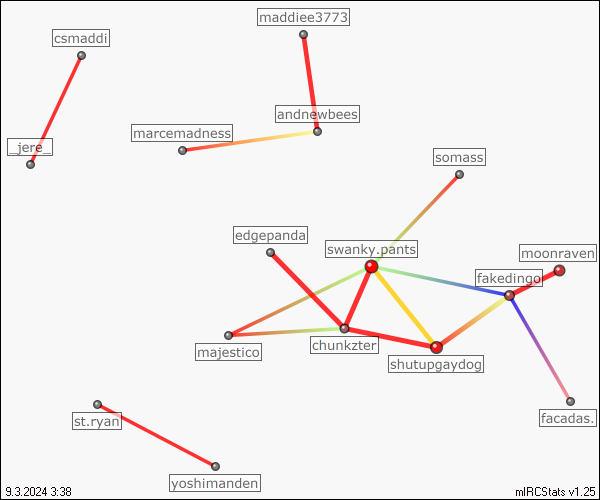 maddiee3773
csmaddi
andnewbees
marcemadness
_jere_
somass
edgepanda
swanky.pants
moonraven
fakedingo
chunkzter
majestico
shutupgaydog
st.ryan
facadas.
yoshimanden
9.3.2024 3:38
mIRCStats v1.25